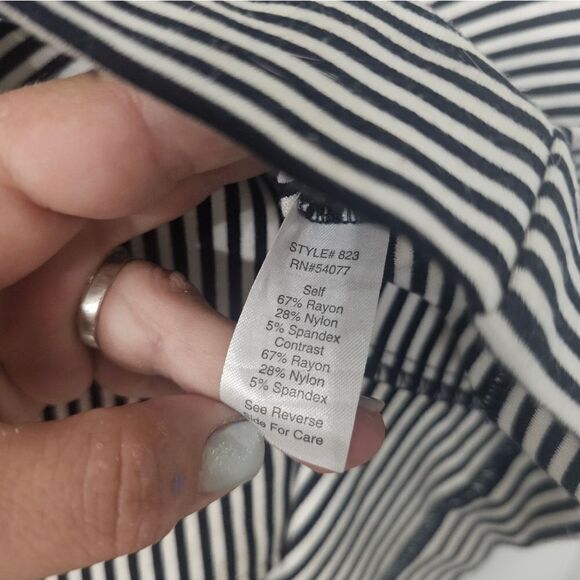 STYLE# 823
RN#54077
Self
67% Rayon
28% Nylon
5% Spandex
Contrast
67% Rayon
28% Nylon
5% Spandex
See Reverse
Side For Care